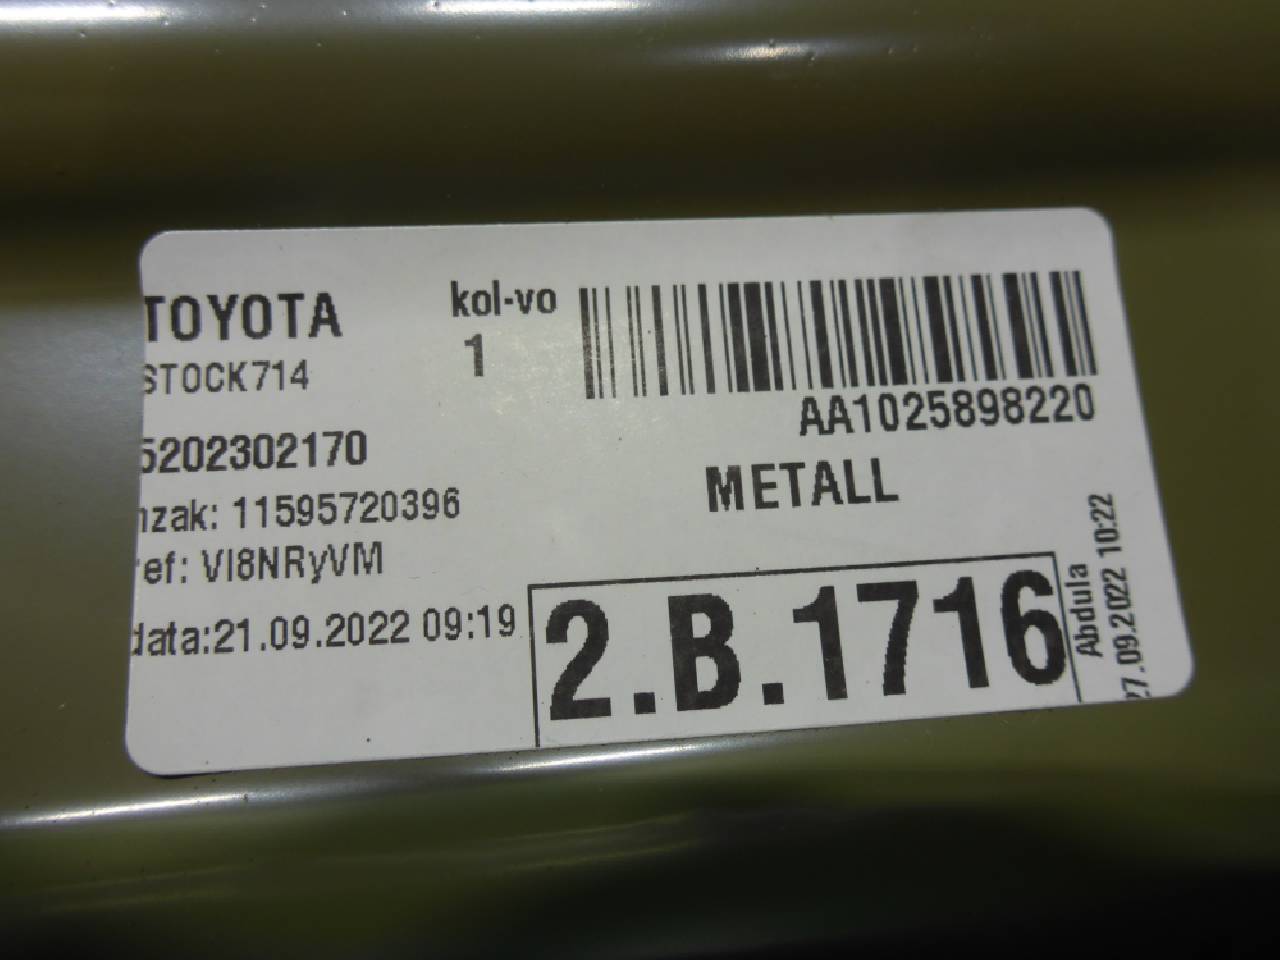 TOYOTA
kol-vo
STOCK714
1
5202302170
AA1025898220
METALL
nzak: 11595720396
ref: VI8NRyVM
data:21.09.2022 09:19
2.B.1716
Abdula
27.09.2022 10:22